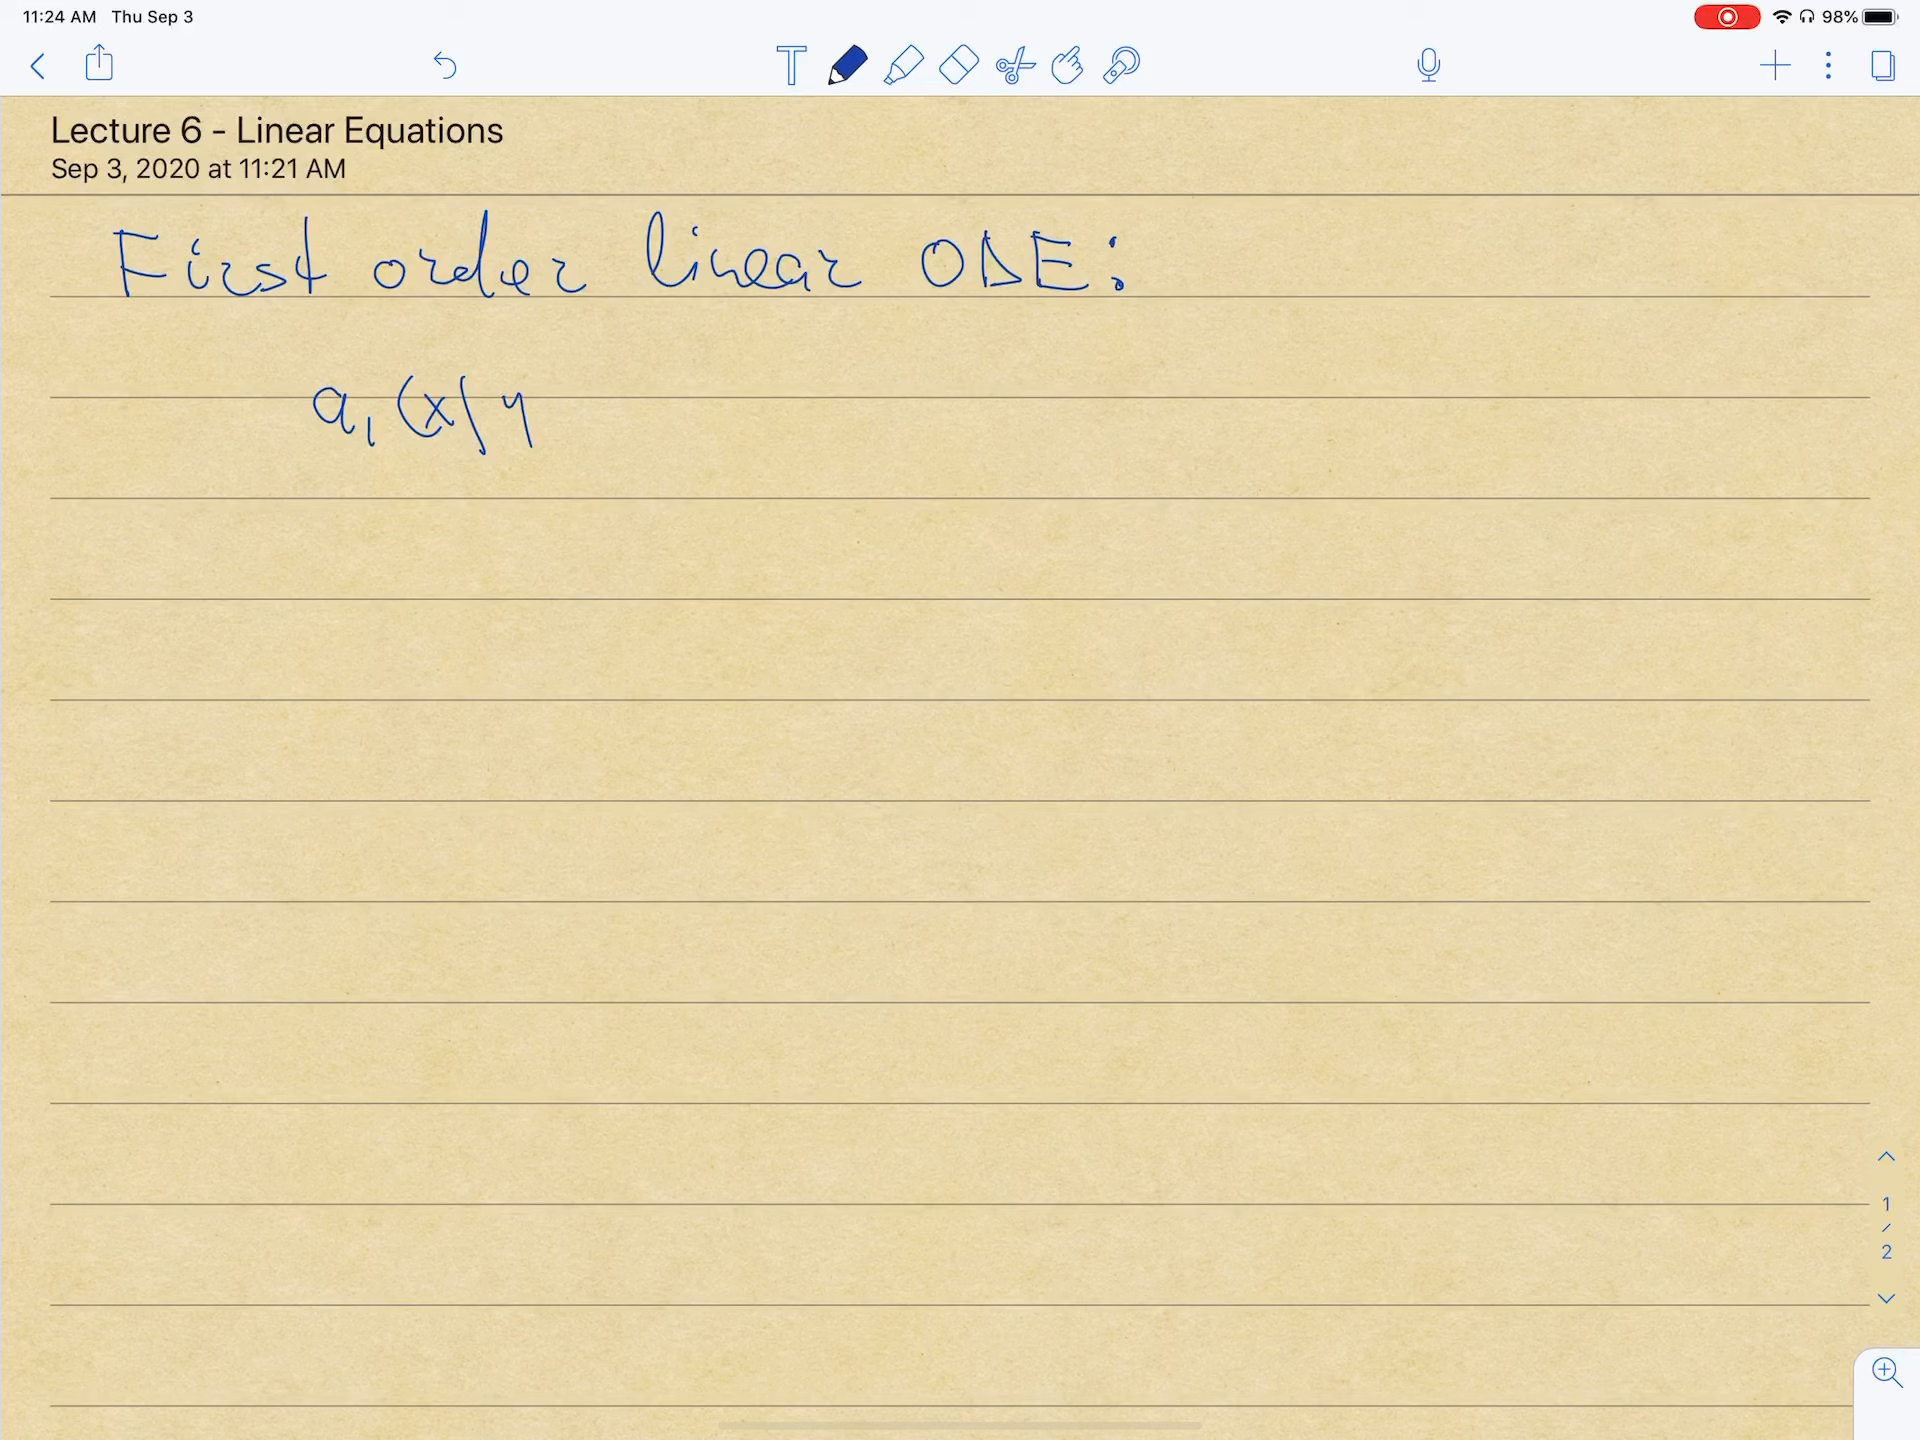 11:24 AM Thu Sep 3 98%
T
Lecture 6 - Linear Equations
Sep 3, 2020 at 11:21 AM
First order linear ODE:
a₁(x) y
1
/
2